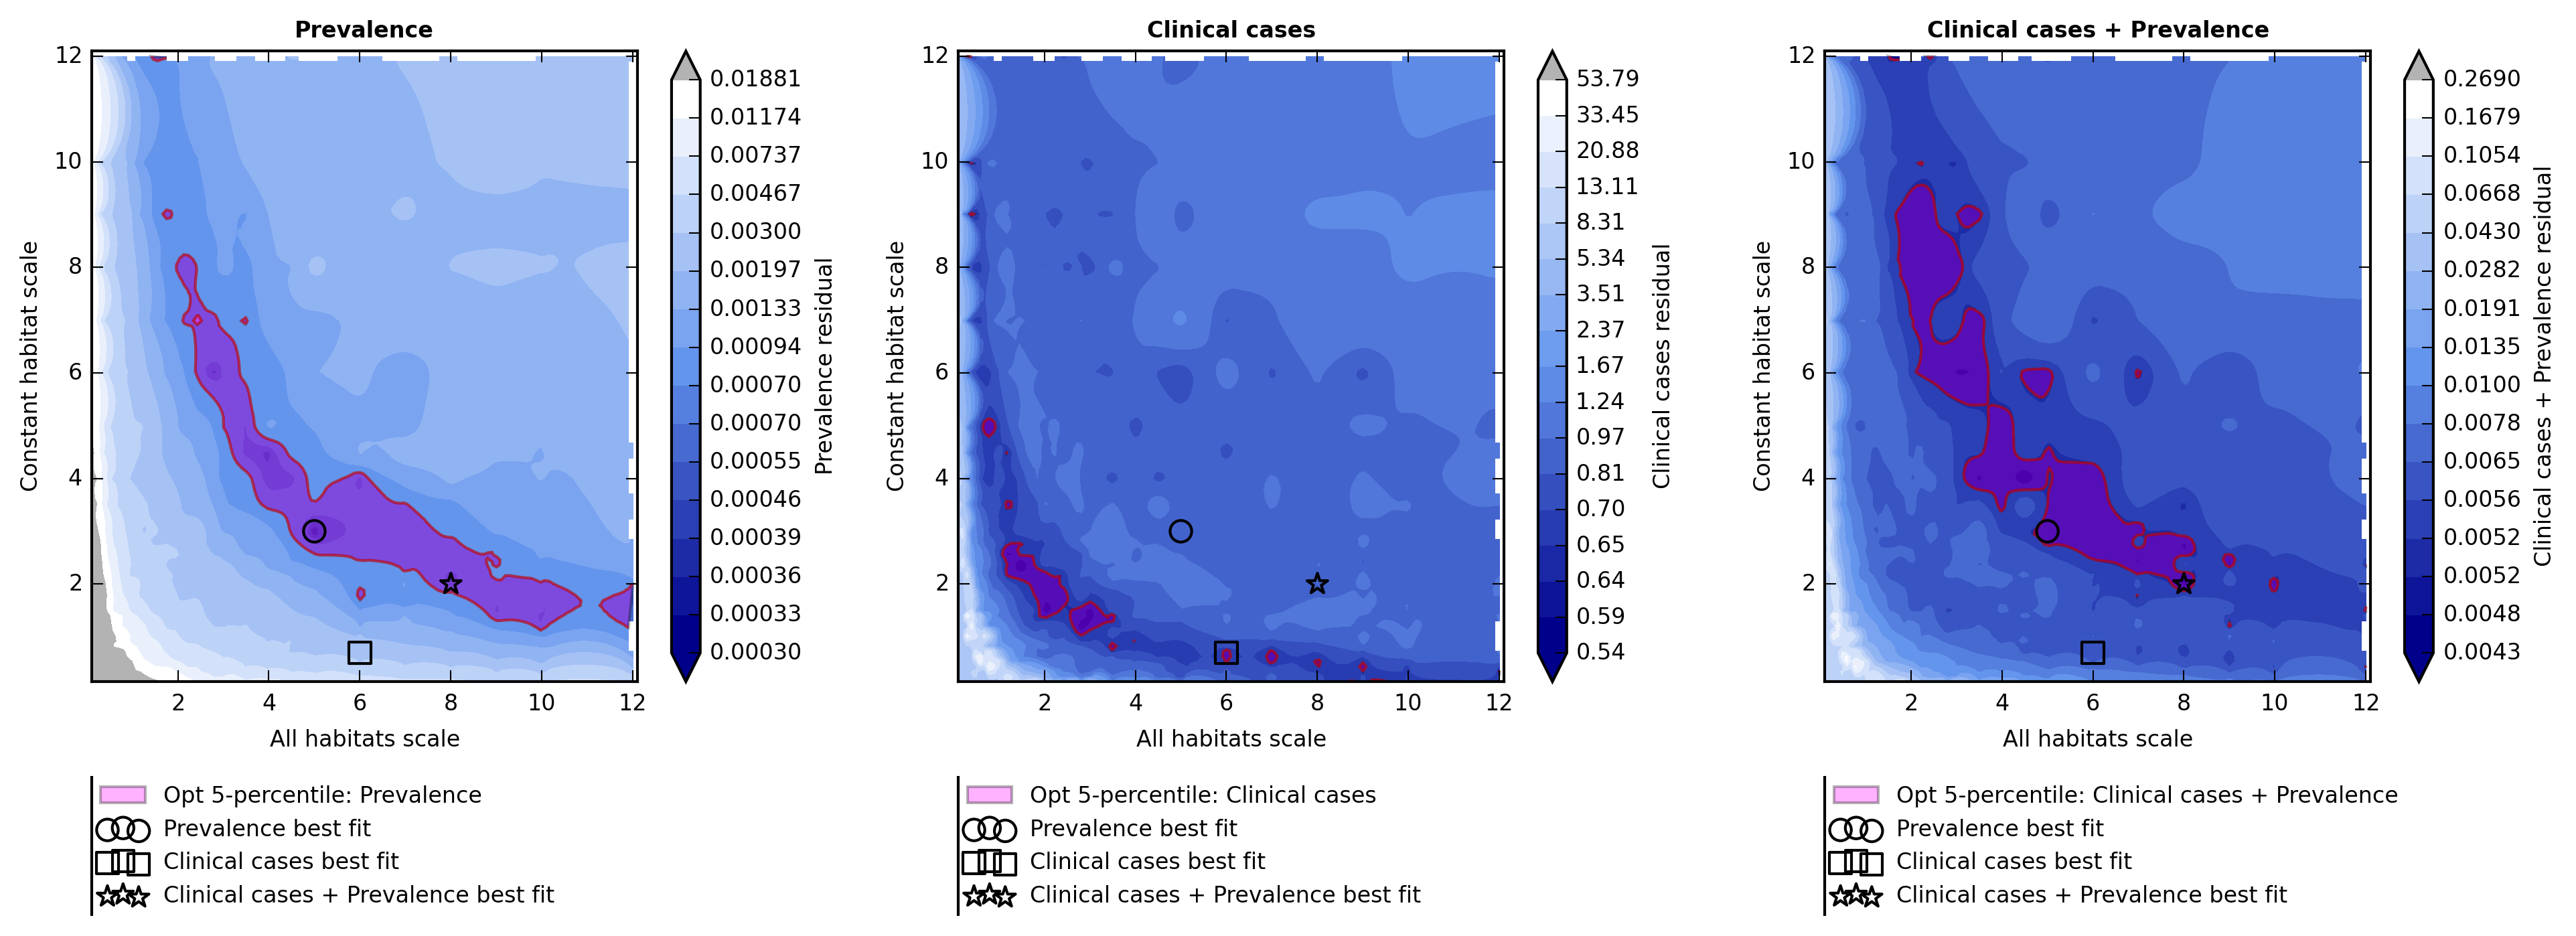 Prevalence
Constant habitat scale
12
10
8
6
4
2
2 4 6 8 10 12
All habitats scale
0.01881
0.01174
0.00737
0.00467
0.00300
0.00197
0.00133
0.00094
0.00070
0.00070
0.00055
0.00046
0.00039
0.00036
0.00033
0.00030
Prevalence residual
Opt 5-percentile: Prevalence
Prevalence best fit
Clinical cases best fit
Clinical cases + Prevalence best fit
Clinical cases
Constant habitat scale
12
10
8
6
4
2
2 4 6 8 10 12
All habitats scale
53.79
33.45
20.88
13.11
8.31
5.34
3.51
2.37
1.67
1.24
0.97
0.81
0.70
0.65
0.64
0.59
0.54
Clinical cases residual
Opt 5-percentile: Clinical cases
Prevalence best fit
Clinical cases best fit
Clinical cases + Prevalence best fit
Clinical cases + Prevalence
Constant habitat scale
12
10
8
6
4
2
2 4 6 8 10 12
All habitats scale
0.2690
0.1679
0.1054
0.0668
0.0430
0.0282
0.0191
0.0135
0.0100
0.0078
0.0065
0.0056
0.0052
0.0052
0.0048
0.0043
Clinical cases + Prevalence residual
Opt 5-percentile: Clinical cases + Prevalence
Prevalence best fit
Clinical cases best fit
Clinical cases + Prevalence best fit